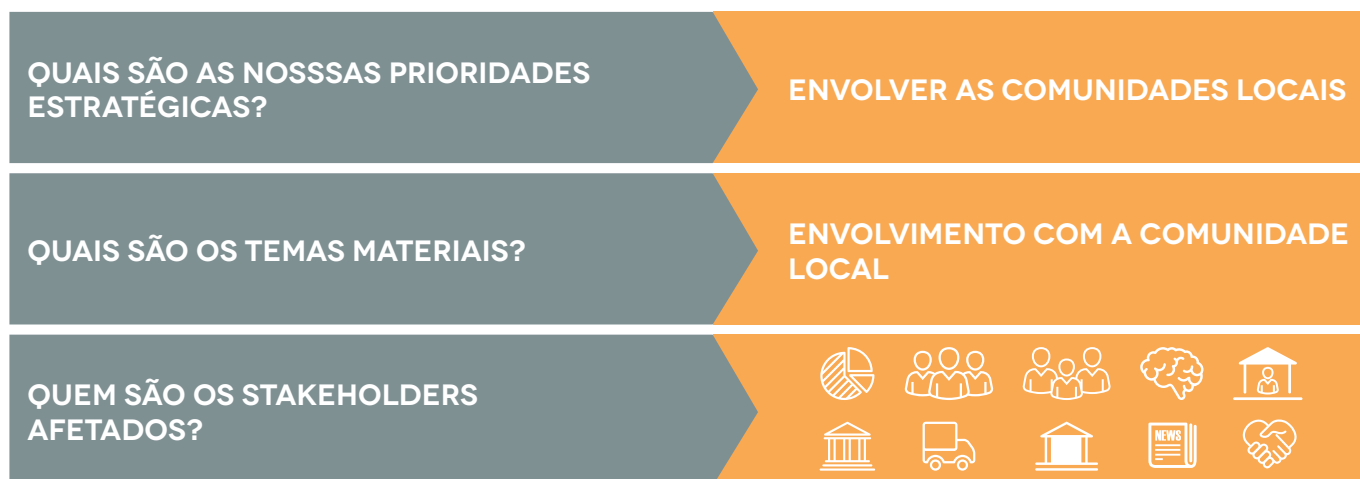 QUAIS SÃO AS NOSSSAS PRIORIDADES
ESTRATÉGICAS?
ENVOLVER AS COMUNIDADES LOCAIS
QUAIS SÃO OS TEMAS MATERIAIS?
ENVOLVIMENTO COM A COMUNIDADE
LOCAL
QUEM SÃO OS STAKEHOLDERS
AFETADOS?
NEWS